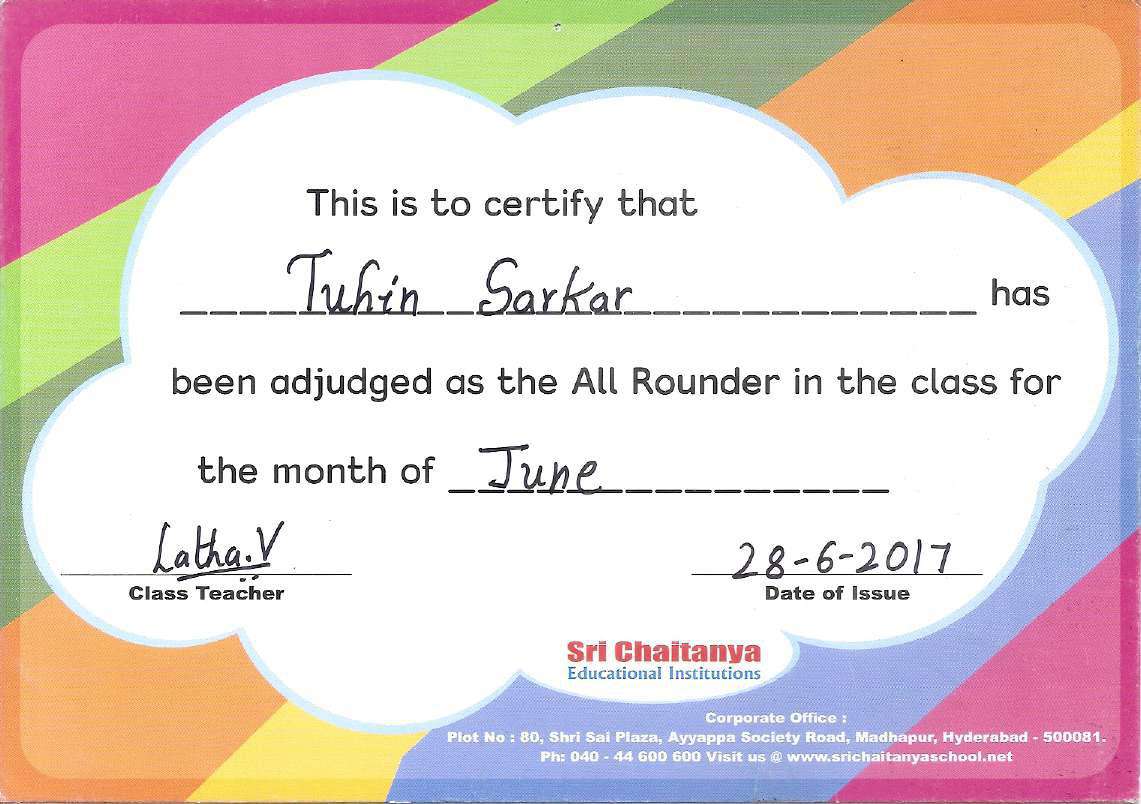 This is to certify that
Tuhin Sarkar has
been adjudged as the All Rounder in the class for
the month of June
Latha.V
Class Teacher
28-6-2017
Date of Issue
Sri Chaitanya
Educational Institutions
Corporate Office :
Plot No : 80, Shri Sai Plaza, Ayyappa Society Road, Madhapur, Hyderabad - 500081.
Ph: 040 - 44 600 600 Visit us @ www.srichaitanyaschool.net